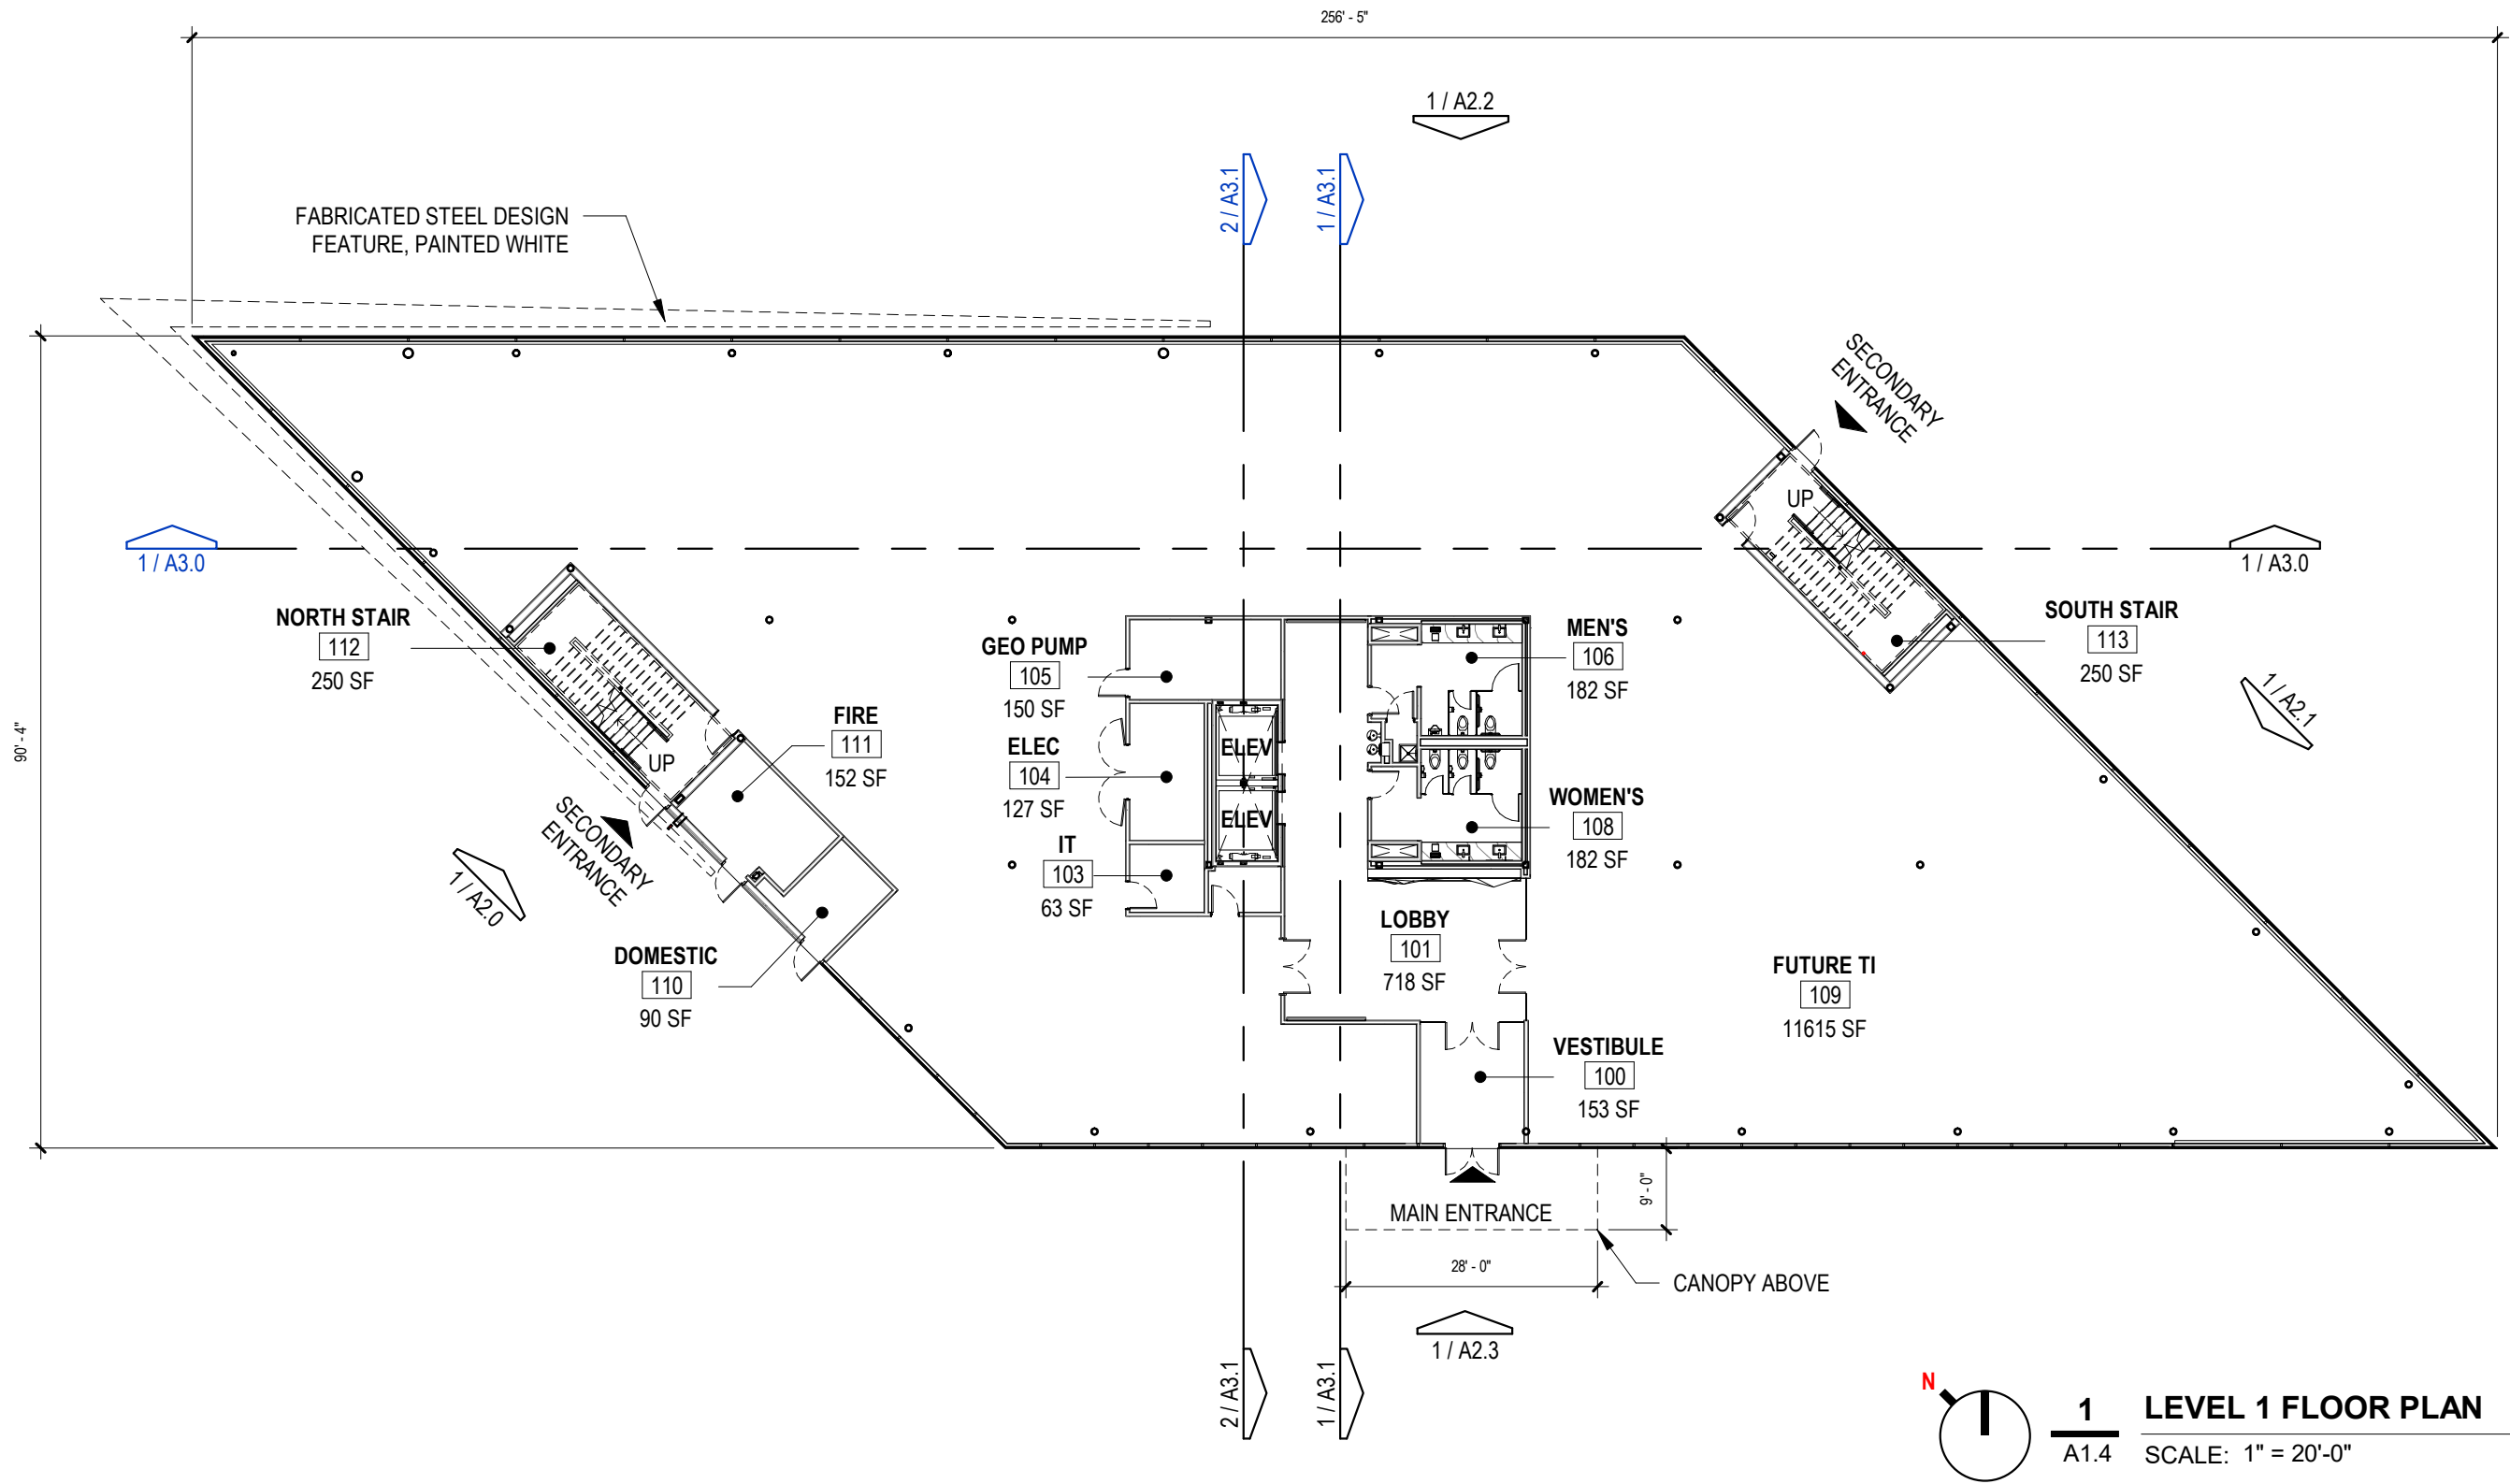 256' - 5"
1 / A2.2
2 / A3.1
1 / A3.1
FABRICATED STEEL DESIGN
FEATURE, PAINTED WHITE
SECONDARY
ENTRANCE
UP
1 / A3.0
1 / A3.0
NORTH STAIR
112
250 SF
GEO PUMP
105
150 SF
MEN'S
106
182 SF
SOUTH STAIR
113
250 SF
1 / A2.1
90' - 4"
FIRE
111
152 SF
UP
ELEC
104
127 SF
ELEV
ELEV
WOMEN'S
108
182 SF
SECONDARY
ENTRANCE
1 / A2.0
IT
103
63 SF
LOBBY
101
718 SF
DOMESTIC
110
90 SF
FUTURE TI
109
11615 SF
VESTIBULE
100
153 SF
MAIN ENTRANCE
9' - 0"
28' - 0"
CANOPY ABOVE
1 / A2.3
2 / A3.1
1 / A3.1
N
1
A1.4
LEVEL 1 FLOOR PLAN
SCALE: 1" = 20'-0"